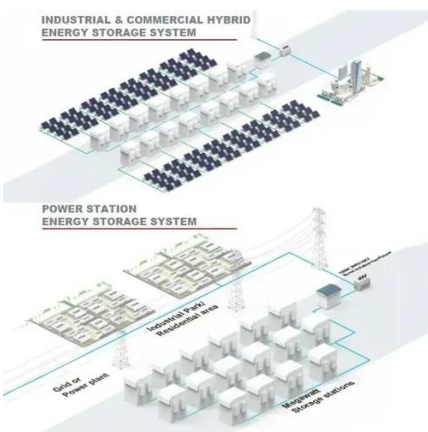 INDUSTRIAL & COMMERCIAL HYBRID
ENERGY STORAGE SYSTEM
POWER STATION
ENERGY STORAGE SYSTEM
Industrial Park/
Residential area
Grid or
Power plant
Megawatt
Storage stations